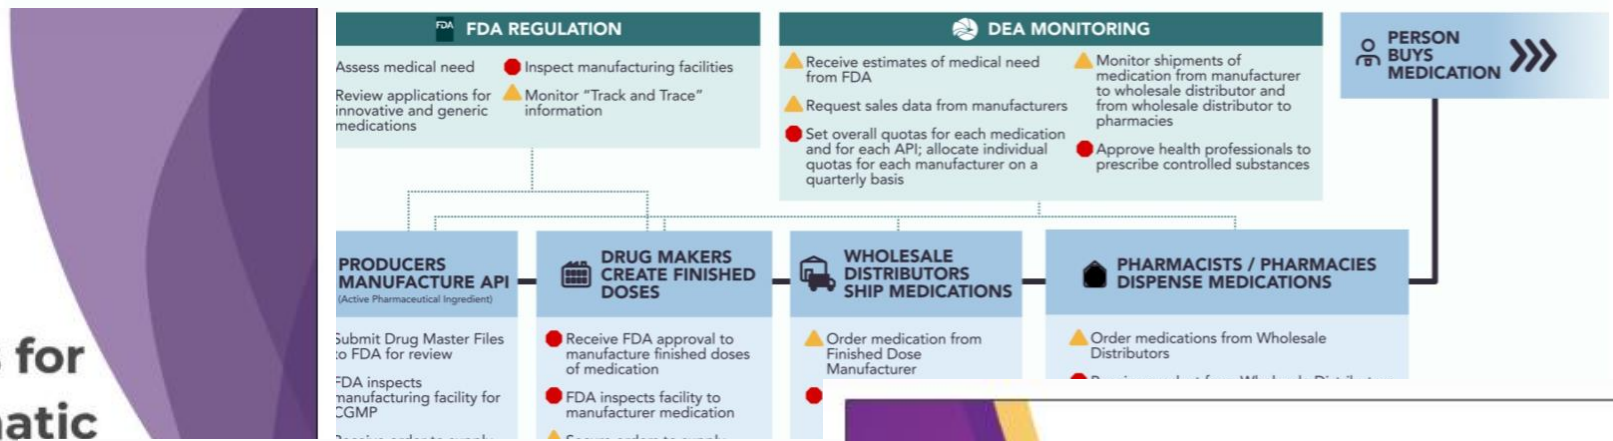 for
atic
FDA
FDA REGULATION
Assess medical need
Review applications for
innovative and generic
medications
Inspect manufacturing facilities
Monitor "Track and Trace"
information
DEA MONITORING
Receive estimates of medical need
from FDA
Request sales data from manufacturers
Set overall quotas for each medication
and for each API; allocate individual
quotas for each manufacturer on a
quarterly basis
Monitor shipments of
medication from manufacturer
to wholesale distributor and
from wholesale distributor to
pharmacies
Approve health professionals to
prescribe controlled substances
PERSON
BUYS
MEDICATION
PRODUCERS
MANUFACTURE API
(Active Pharmaceutical Ingredient)
Submit Drug Master Files
to FDA for review
FDA inspects
manufacturing facility for
CGMP
DRUG MAKERS
CREATE FINISHED
DOSES
Receive FDA approval to
manufacture finished doses
of medication
FDA inspects facility to
manufacturer medication
Secure orders to supply
WHOLESALE
DISTRIBUTORS
SHIP MEDICATIONS
Order medication from
Finished Dose
Manufacturer
PHARMACISTS / PHARMACIES
DISPENSE MEDICATIONS
Order medications from Wholesale
Distributors